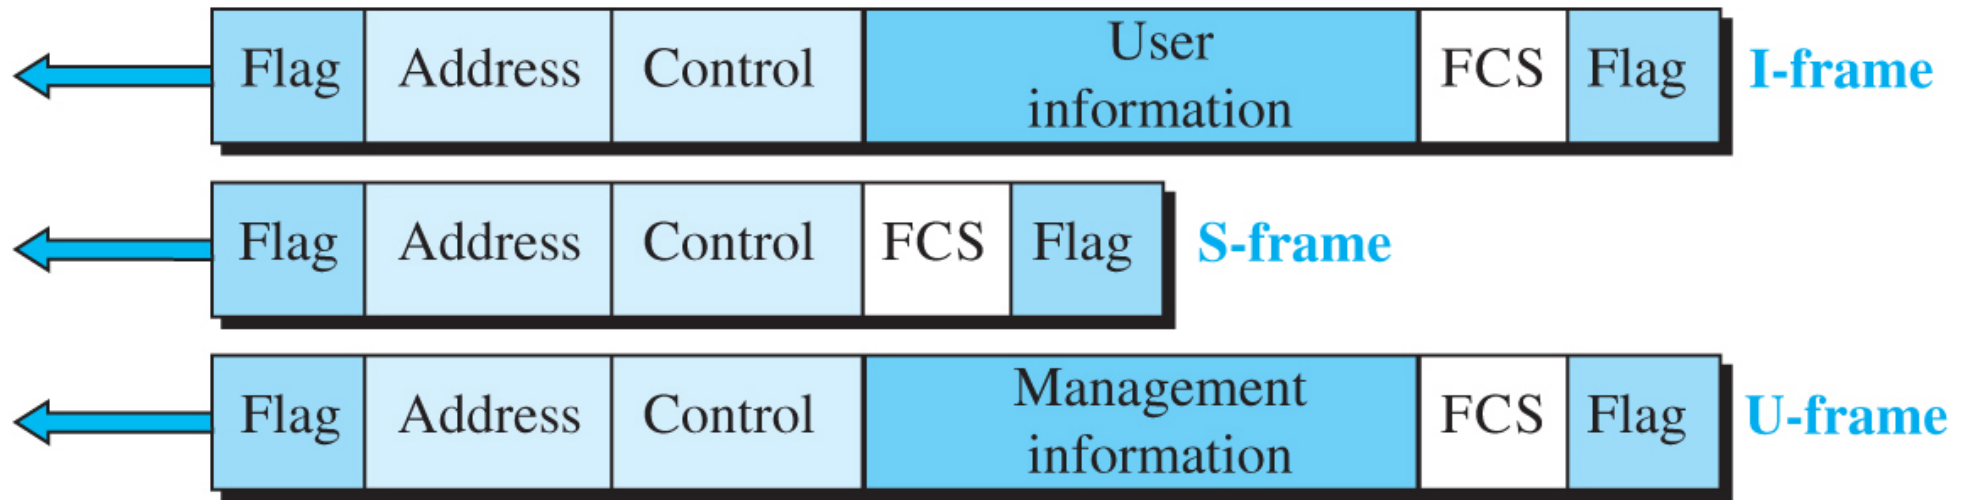 Flag Address Control User information FCS Flag I-frame
Flag Address Control FCS Flag S-frame
Flag Address Control Management information FCS Flag U-frame